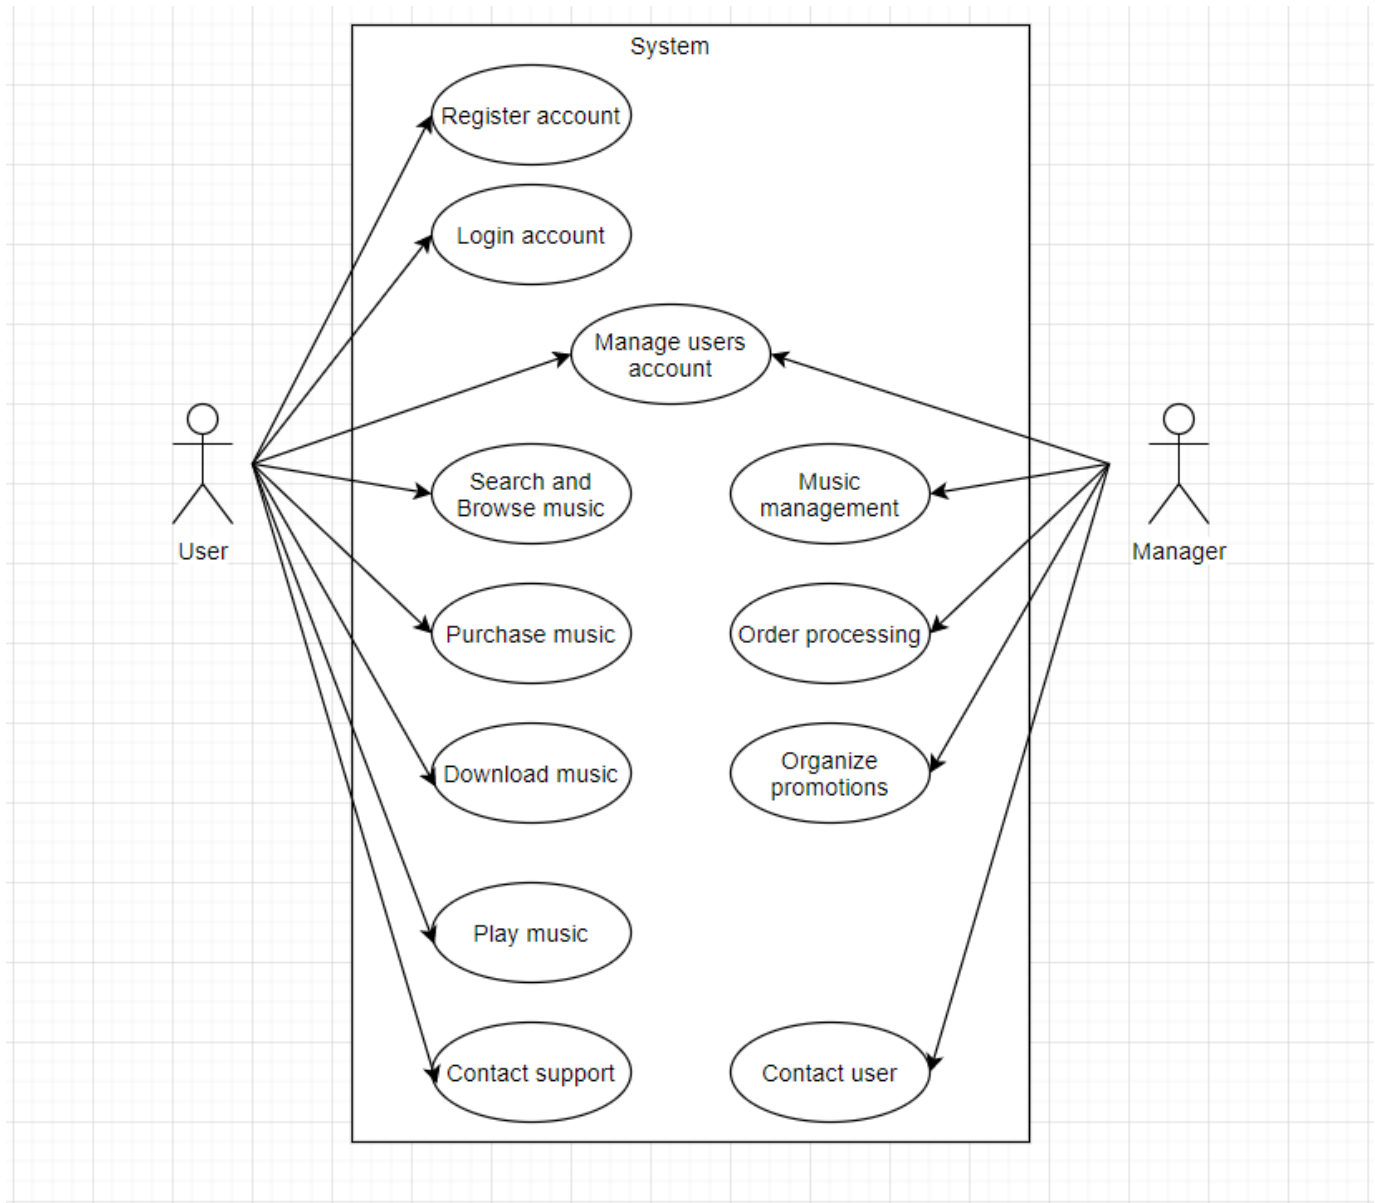 System
Register account
Login account
Manage users
account
Search and
Browse music
Music
management
User
Manager
Purchase music
Order processing
Download music
Organize
promotions
Play music
Contact support
Contact user